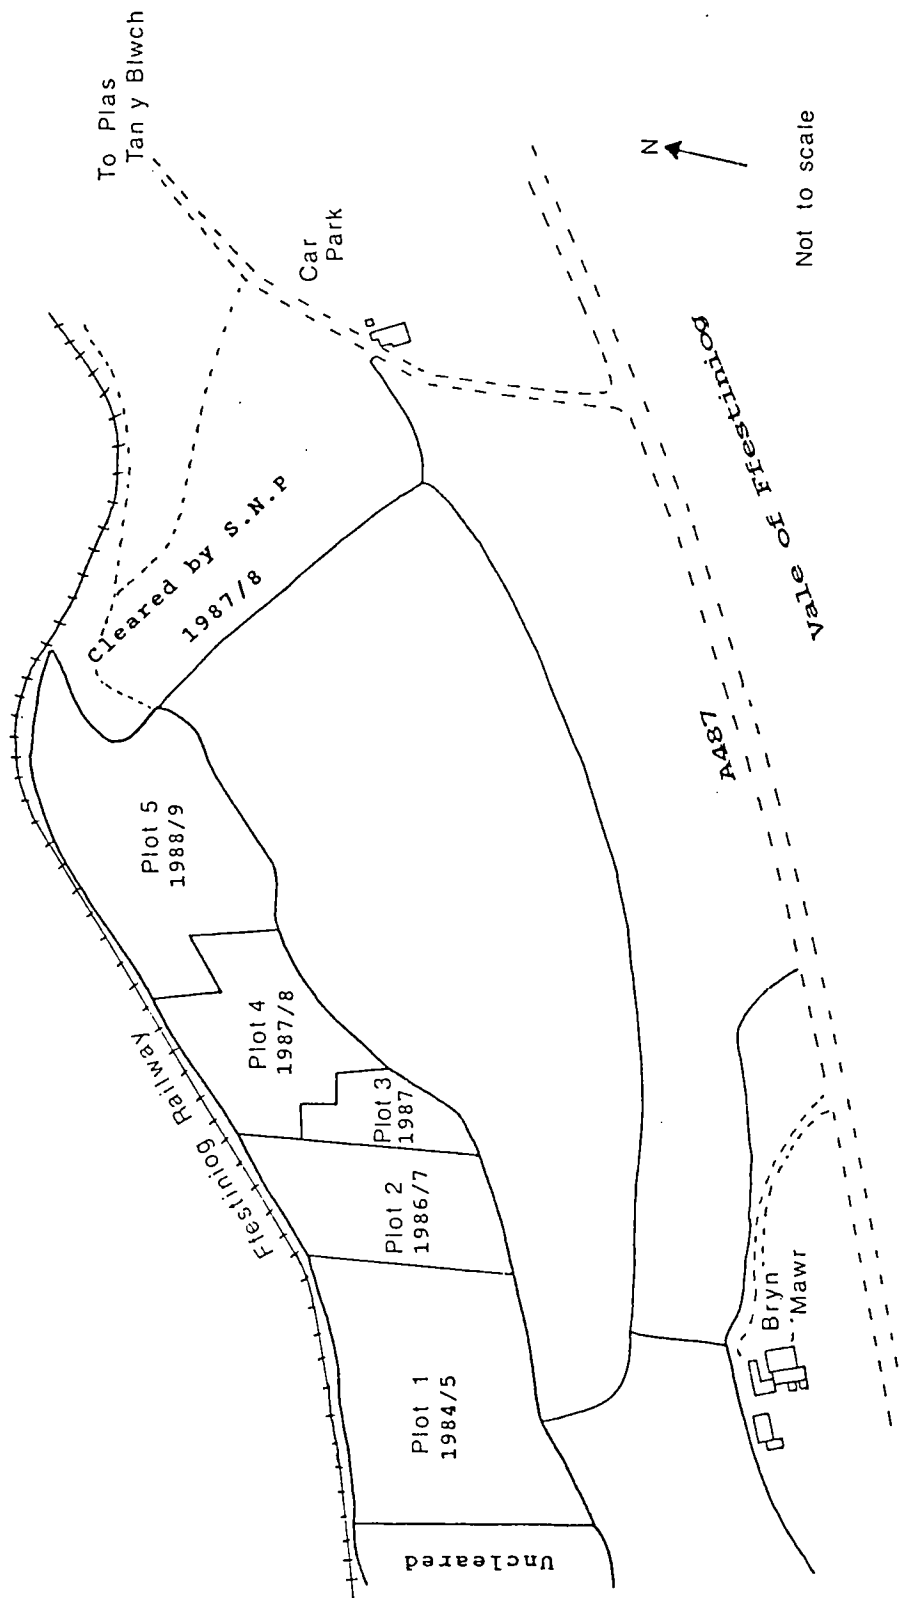 To Plas
Tan y Blwch
Car
Park
N
Not to scale
Cleared by S.N.P
1987/8
Plot 5
1988/9
Plot 4
1987/8
Plot 3
1987
Plot 2
1986/7
Plot 1
1984/5
Uncleared
Ffestiniog Railway
A487
Vale of Ffestiniog
Bryn
Mawr